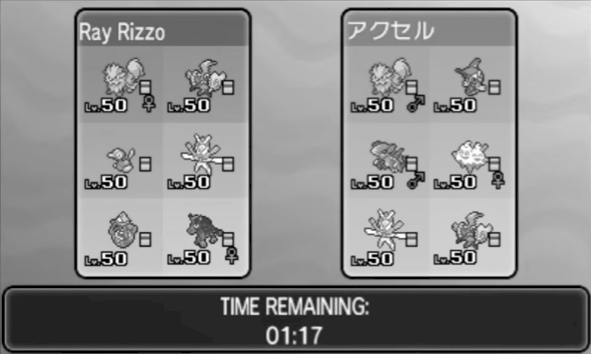 Ray Rizzo
Lv.50 ♀ Lv.50
Lv.50 Lv.50
Lv.50 Lv.50 ♀
アクセル
Lv.50 ♂ Lv.50
Lv.50 ♂ Lv.50 ♀
Lv.50 Lv.50
TIME REMAINING:
01:17